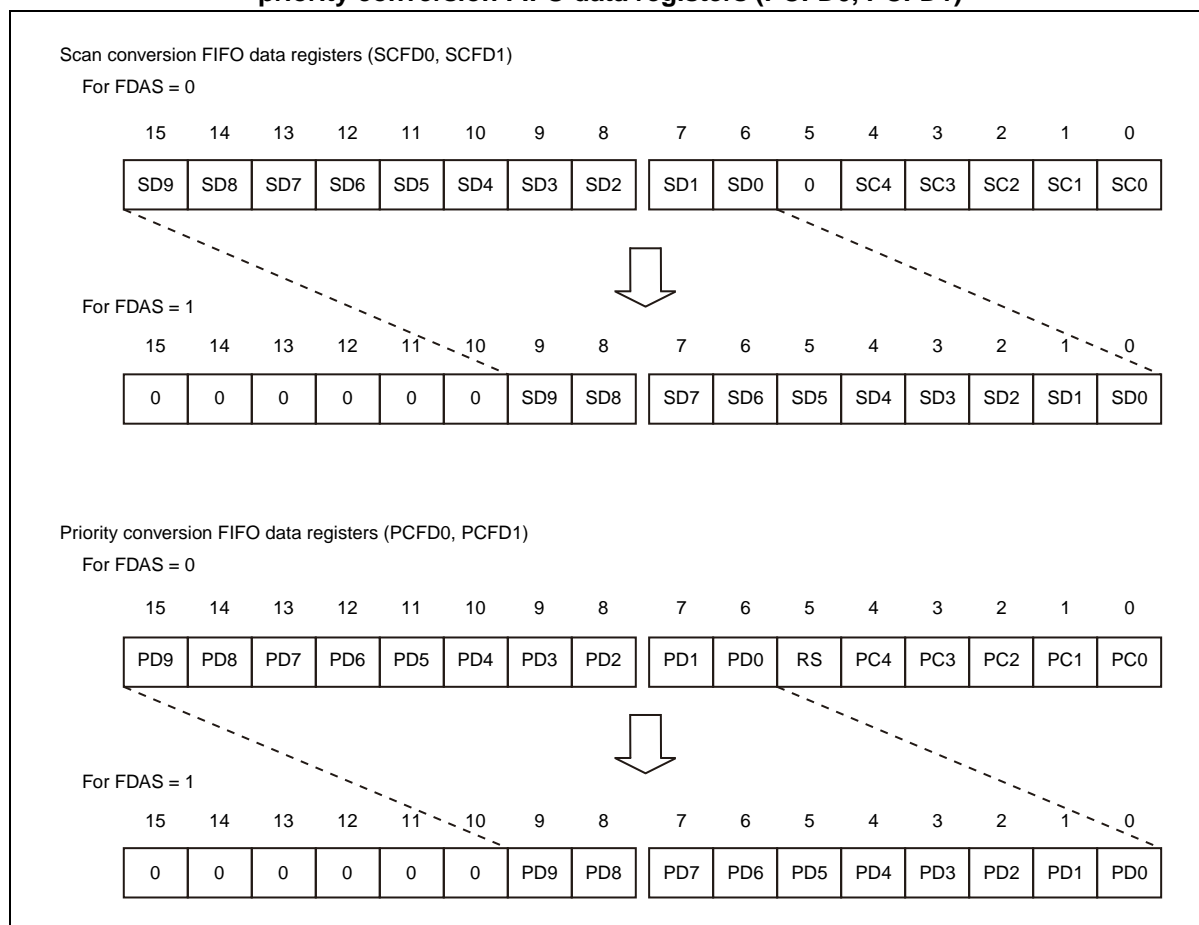 priority conversion FIFO data registers (PCFD0, PCFD1)
Scan conversion FIFO data registers (SCFD0, SCFD1)
For FDAS = 0
15 14 13 12 11 10 9 8 7 6 5 4 3 2 1 0
SD9 SD8 SD7 SD6 SD5 SD4 SD3 SD2 SD1 SD0 0 SC4 SC3 SC2 SC1 SC0
For FDAS = 1
15 14 13 12 11 10 9 8 7 6 5 4 3 2 1 0
0 0 0 0 0 0 SD9 SD8 SD7 SD6 SD5 SD4 SD3 SD2 SD1 SD0
Priority conversion FIFO data registers (PCFD0, PCFD1)
For FDAS = 0
15 14 13 12 11 10 9 8 7 6 5 4 3 2 1 0
PD9 PD8 PD7 PD6 PD5 PD4 PD3 PD2 PD1 PD0 RS PC4 PC3 PC2 PC1 PC0
For FDAS = 1
15 14 13 12 11 10 9 8 7 6 5 4 3 2 1 0
0 0 0 0 0 0 PD9 PD8 PD7 PD6 PD5 PD4 PD3 PD2 PD1 PD0